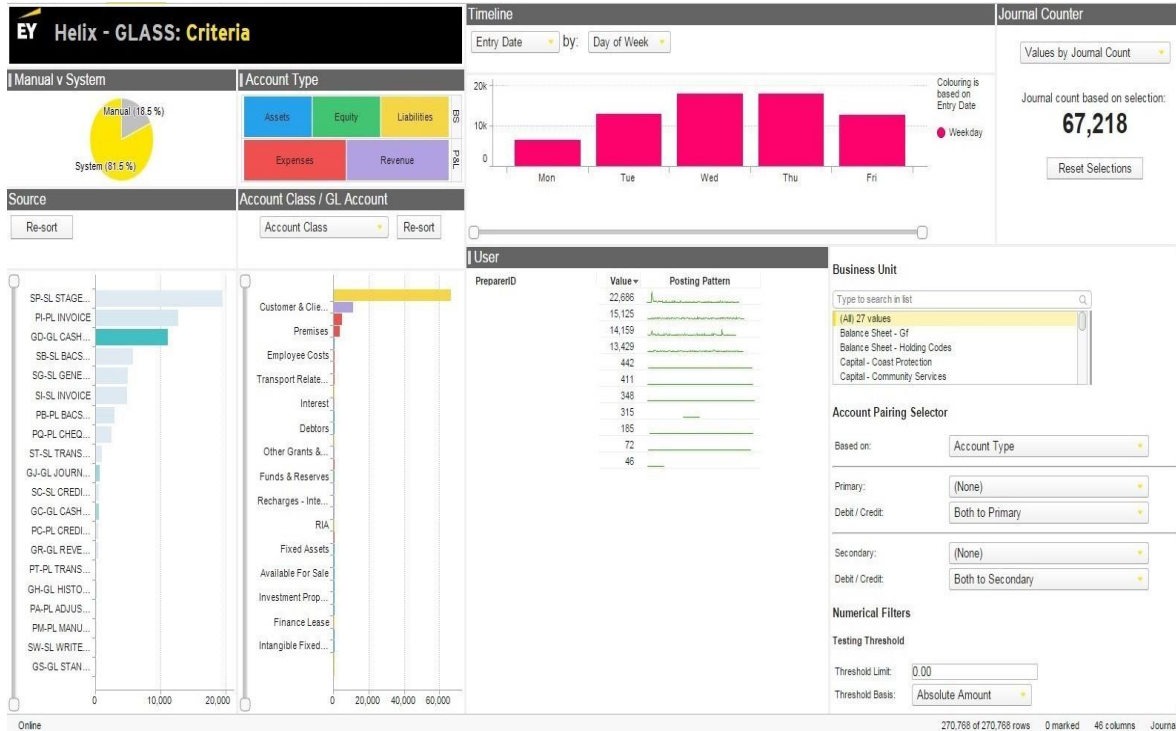 EY Helix - GLASS: Criteria
Manual v System
Manual (18.5 %)
System (81.5 %)
Account Type
Assets
Equity
Liabilities
BS
Expenses
Revenue
P&L
Timeline
Entry Date
by:
Day of Week
20k
10k
0
Mon
Tue
Wed
Thu
Fri
Colouring is
based on
Entry Date
Weekday
Journal Counter
Values by Journal Count
Journal count based on selection:
67,218
Reset Selections
Source
Re-sort
SP-SL STAGE...
PI-PL INVOICE
GD-GL CASH...
SB-SL BACS...
SG-SL GENE...
SI-SL INVOICE
PB-PL BACS...
PQ-PL CHEQ...
ST-SL TRANS...
GJ-GL JOURN...
SC-SL CREDI...
GC-GL CASH...
PC-PL CREDI...
GR-GL REVE...
PT-PL TRANS...
GH-GL HISTO...
PA-PL ADJUS...
PM-PL MANU...
SW-SL WRITE...
GS-GL STAN...
0
10,000
20,000
Account Class / GL Account
Account Class
Re-sort
Customer & Clie...
Premises
Employee Costs
Transport Relate...
Interest
Debtors
Other Grants &...
Funds & Reserves
Recharges - Inte...
RIA
Fixed Assets
Available For Sale
Investment Prop...
Finance Lease
Intangible Fixed...
0
20,000
40,000
60,000
User
PreparerID
Value
Posting Pattern
22,686
15,125
14,159
13,429
442
411
348
315
185
72
46
Business Unit
Type to search in list
(All) 27 values
Balance Sheet - Gf
Balance Sheet - Holding Codes
Capital - Coast Protection
Capital - Community Services
Account Pairing Selector
Based on:
Account Type
Primary:
(None)
Debit / Credit:
Both to Primary
Secondary:
(None)
Debit / Credit:
Both to Secondary
Numerical Filters
Testing Threshold
Threshold Limit:
0.00
Threshold Basis:
Absolute Amount
Online
270,768 of 270,768 rows
0 marked
46 columns
Journa